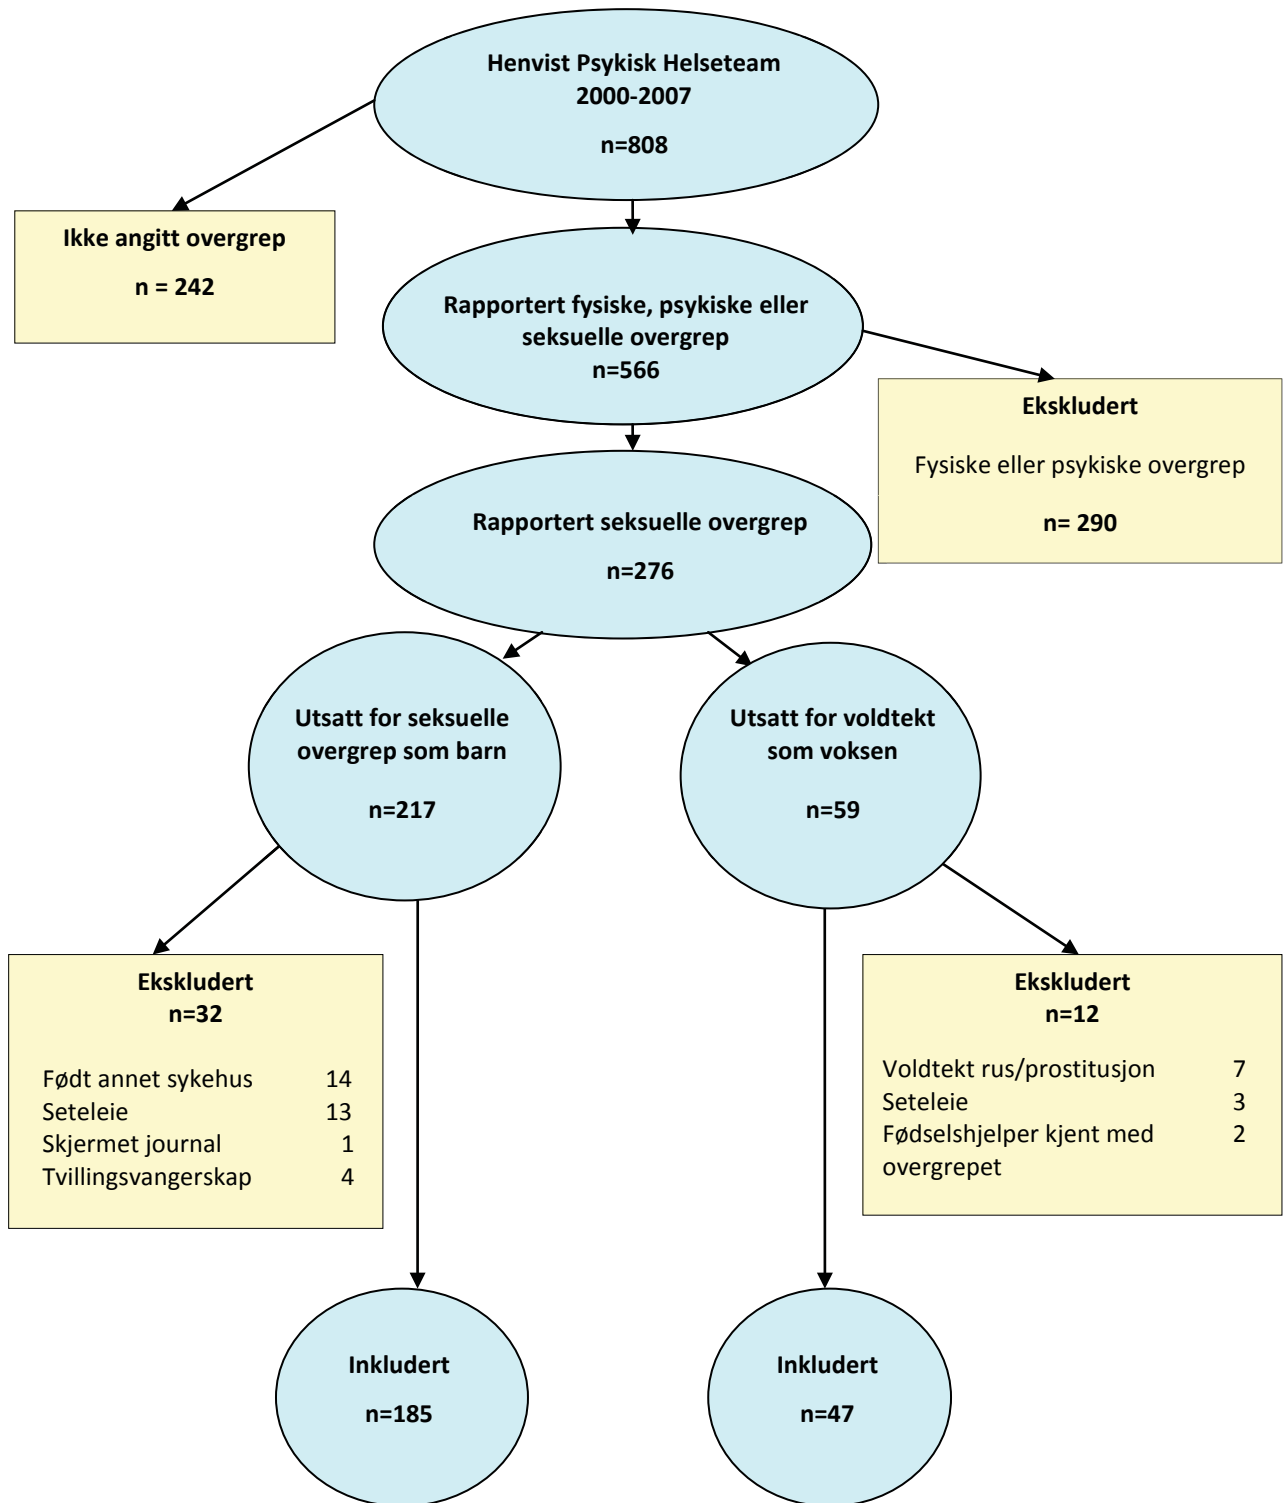 Henvist Psykisk Helseteam
2000-2007
n=808
Ikke angitt overgrep
n = 242
Rapportert fysiske, psykiske eller
seksuelle overgrep
n=566
Ekskludert
Fysiske eller psykiske overgrep
n= 290
Rapportert seksuelle overgrep
n=276
Utsatt for seksuelle
overgrep som barn
n=217
Utsatt for voldtekt
som voksen
n=59
Ekskludert
n=32
Født annet sykehus 14
Seteleie 13
Skjermet journal 1
Tvillingsvangerskap 4
Ekskludert
n=12
Voldtekt rus/prostitusjon 7
Seteleie 3
Fødselshjelper kjent med 2
overgrepet
Inkludert
n=185
Inkludert
n=47